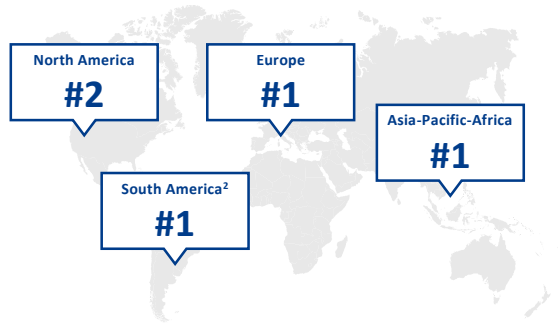 North America
#2
Europe
#1
Asia-Pacific-Africa
#1
South America²
#1